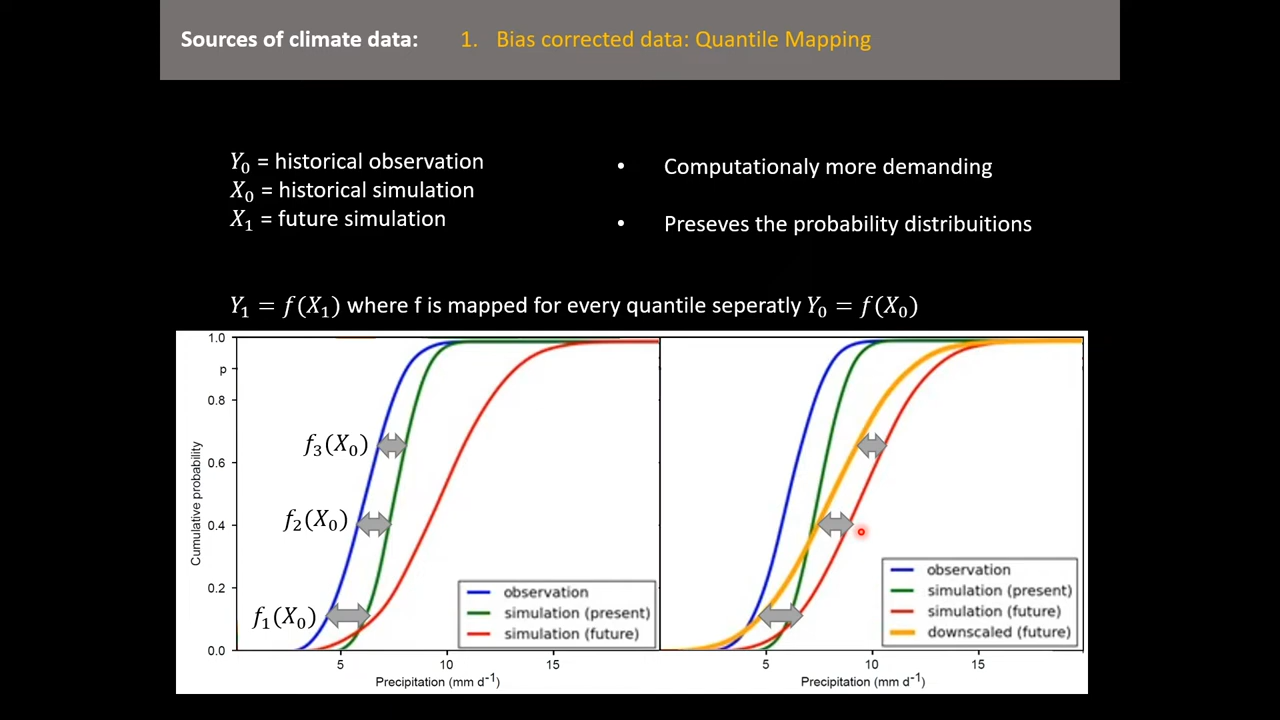 Sources of climate data: 1. Bias corrected data: Quantile Mapping
Y₀ = historical observation
X₀ = historical simulation
X₁ = future simulation
• Computationaly more demanding
• Preseves the probability distribuitions
Y₁ = f(X₁) where f is mapped for every quantile seperatly Y₀ = f(X₀)
1.0
p
0.8
0.6
0.4
0.2
0.0
Cumulative probability
f₃(X₀)
f₂(X₀)
f₁(X₀)
observation
simulation (present)
simulation (future)
5 10 15
Precipitation (mm d⁻¹)
observation
simulation (present)
simulation (future)
downscaled (future)
5 10 15
Precipitation (mm d⁻¹)